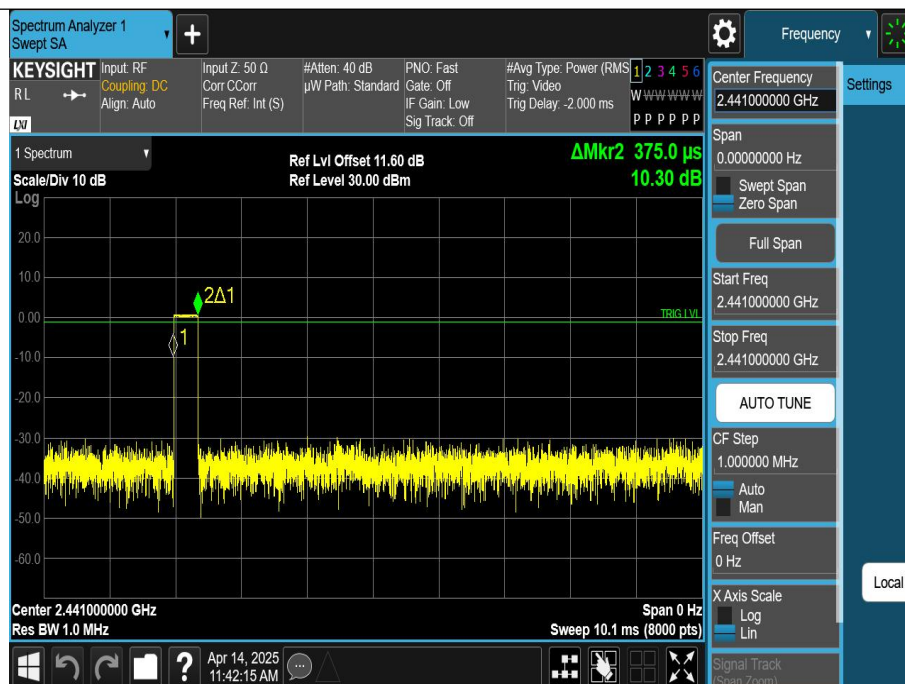 Spectrum Analyzer 1
Swept SA
Frequency
KEYSIGHT
R L
LXI
Input: RF
Coupling: DC
Align: Auto
Input Z: 50 Ω
Corr CCorr
Freq Ref: Int (S)
#Atten: 40 dB
µW Path: Standard
PNO: Fast
Gate: Off
IF Gain: Low
Sig Track: Off
#Avg Type: Power (RMS
Trig: Video
Trig Delay: -2.000 ms
1 2 3 4 5 6
W W W W W W
P P P P P P
1 Spectrum
Scale/Div 10 dB
Log
Ref Lvl Offset 11.60 dB
Ref Level 30.00 dBm
ΔMkr2 375.0 µs
10.30 dB
20.0
10.0
0.00
-10.0
-20.0
-30.0
-40.0
-50.0
-60.0
2Δ1
1
TRIG LVL
Center 2.441000000 GHz
Res BW 1.0 MHz
Span 0 Hz
Sweep 10.1 ms (8000 pts)
Apr 14, 2025
11:42:15 AM
?
Center Frequency
2.441000000 GHz
Span
0.00000000 Hz
Swept Span
Zero Span
Full Span
Start Freq
2.441000000 GHz
Stop Freq
2.441000000 GHz
AUTO TUNE
CF Step
1.000000 MHz
Auto
Man
Freq Offset
0 Hz
X Axis Scale
Log
Lin
Signal Track
(Span Zoom)
Settings
Local